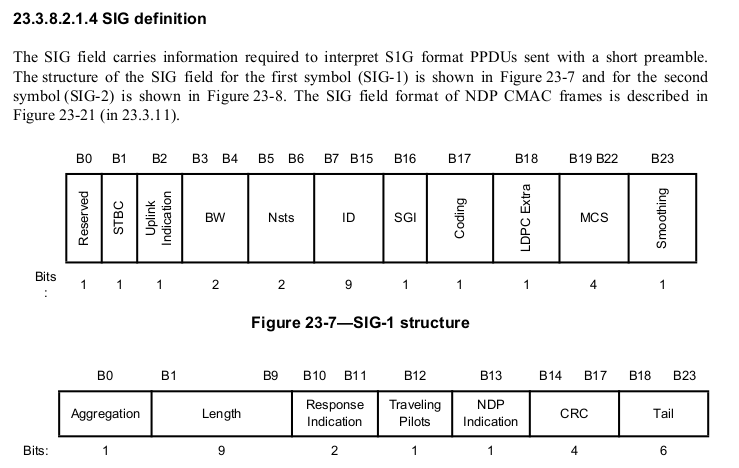 23.3.8.2.1.4 SIG definition
The SIG field carries information required to interpret S1G format PPDUs sent with a short preamble.
The structure of the SIG field for the first symbol (SIG-1) is shown in Figure 23-7 and for the second
symbol (SIG-2) is shown in Figure 23-8. The SIG field format of NDP CMAC frames is described in
Figure 23-21 (in 23.3.11).
B0 B1 B2 B3 B4 B5 B6 B7 B15 B16 B17 B18 B19 B22 B23
Reserved STBC Uplink Indication BW Nsts ID SGI Coding LDPC Extra MCS Smoothing
Bits : 1 1 1 2 2 9 1 1 1 4 1
Figure 23-7—SIG-1 structure
B0 B1 B9 B10 B11 B12 B13 B14 B17 B18 B23
Aggregation Length Response Indication Traveling Pilots NDP Indication CRC Tail
Bits: 1 9 2 1 1 4 6